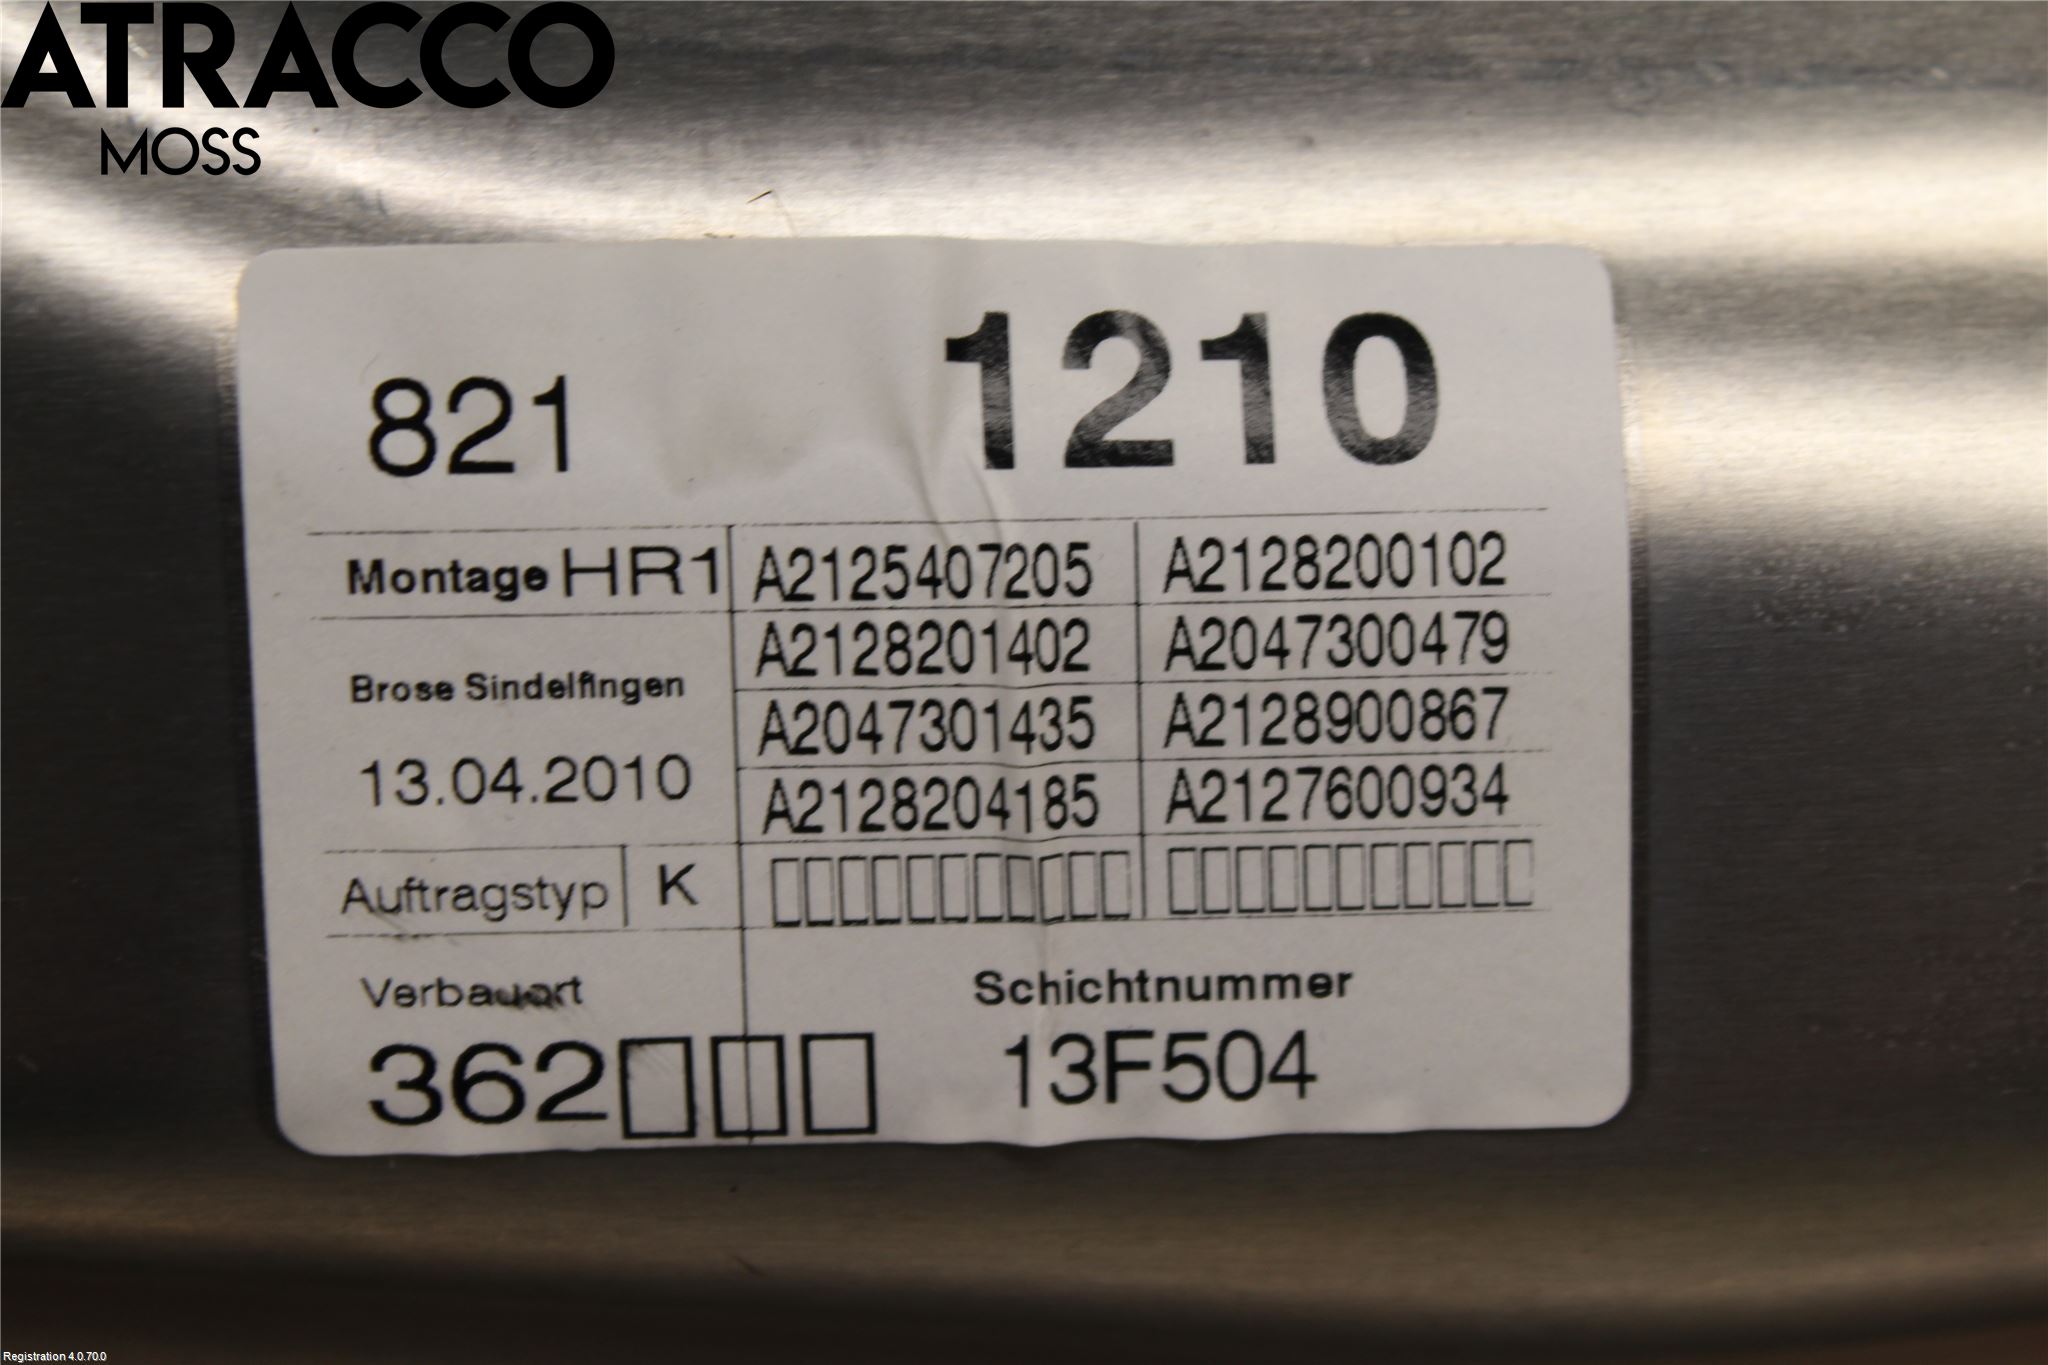 ATRACCO
MOSS
821
1210
Montage HR1
A2125407205
A2128200102
A2128201402
A2047300479
Brose Sindelfingen
A2047301435
A2128900867
13.04.2010
A2128204185
A2127600934
Auftragstyp K
□□□□□□□□□□□
□□□□□□□□□□□
Verbauort
Schichtnummer
362□□□
13F504
Registration 4.0.70.0